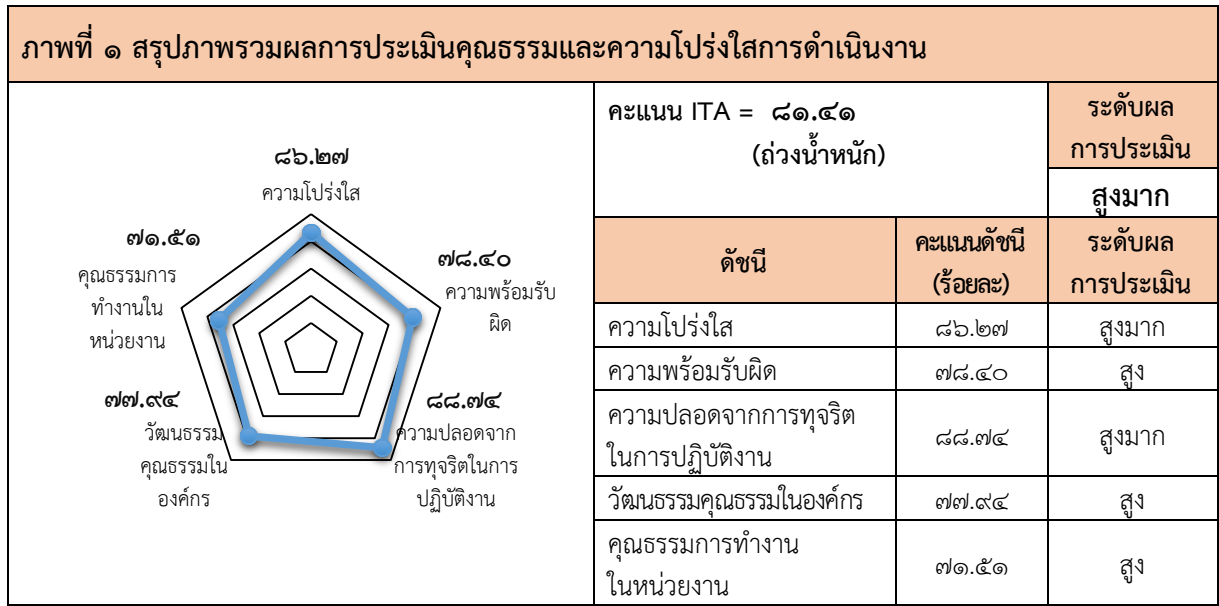 ภาพที่ ๑ สรุปภาพรวมผลการประเมินคุณธรรมและความโปร่งใสการดำเนินงาน
๘๖.๒๗
ความโปร่งใส
๗๘.๔๐
ความพร้อมรับ
ผิด
๘๘.๗๔
ความปลอดจาก
การทุจริตในการ
ปฏิบัติงาน
๗๗.๙๔
วัฒนธรรม
คุณธรรมใน
องค์กร
๗๑.๕๑
คุณธรรมการ
ทำงานใน
หน่วยงาน
คะแนน ITA = ๘๑.๔๑
(ถ่วงน้ำหนัก)
ระดับผล
การประเมิน
สูงมาก
ดัชนี
คะแนนดัชนี
(ร้อยละ)
ระดับผล
การประเมิน
ความโปร่งใส ๘๖.๒๗ สูงมาก
ความพร้อมรับผิด ๗๘.๔๐ สูง
ความปลอดจากการทุจริต
ในการปฏิบัติงาน
๘๘.๗๔ สูงมาก
วัฒนธรรมคุณธรรมในองค์กร ๗๗.๙๔ สูง
คุณธรรมการทำงาน
ในหน่วยงาน
๗๑.๕๑ สูง